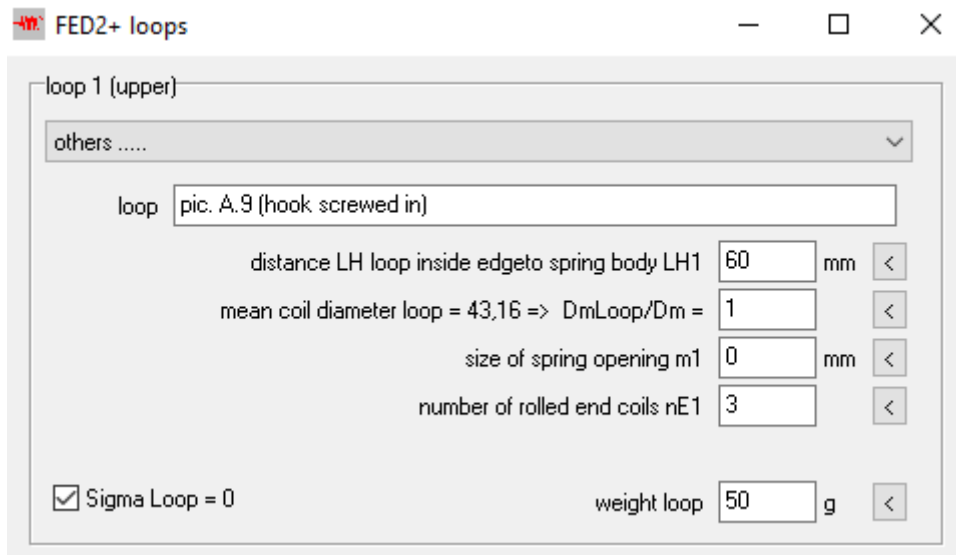 FED2+ loops
loop 1 (upper)
others .....
loop pic. A.9 (hook screwed in)
distance LH loop inside edgeto spring body LH1 60 mm <
mean coil diameter loop = 43,16 => DmLoop/Dm = 1 <
size of spring opening m1 0 mm <
number of rolled end coils nE1 3 <
Sigma Loop = 0 weight loop 50 g <